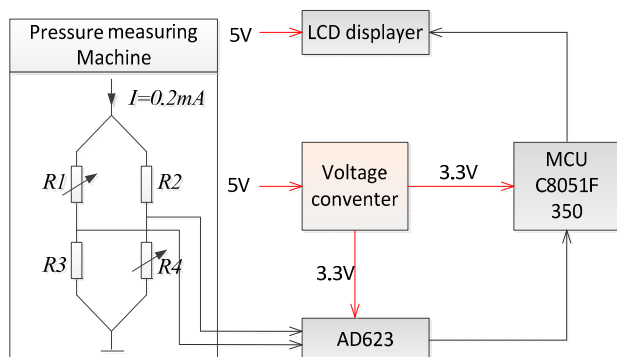 Pressure measuring
Machine
I=0.2mA
R1
R2
R3
R4
5V
LCD displayer
5V
Voltage
conventer
3.3V
MCU
C8051F
350
3.3V
AD623